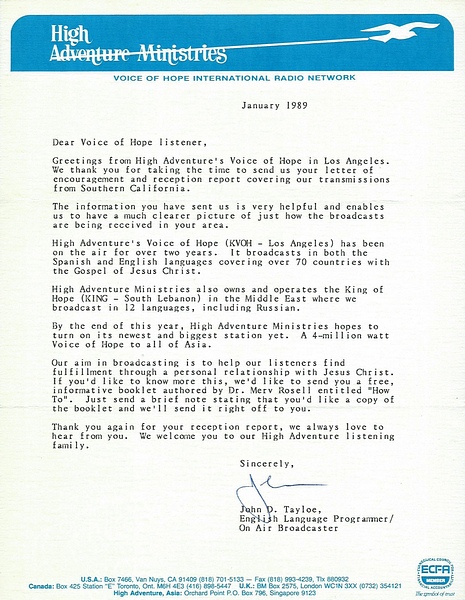 High
Adventure Ministries
VOICE OF HOPE INTERNATIONAL RADIO NETWORK
January 1989
Dear Voice of Hope listener,
Greetings from High Adventure's Voice of Hope in Los Angeles.
We thank you for taking the time to send us your letter of
encouragement and reception report covering our transmissions
from Southern California.
The information you have sent us is very helpful and enables
us to have a much clearer picture of just how the broadcasts
are being received in your area.
High Adventure's Voice of Hope (KVOH - Los Angeles) has been
on the air for over two years. It broadcasts in both the
Spanish and English languages covering over 70 countries with
the Gospel of Jesus Christ.
High Adventure Ministries also owns and operates the King of
Hope (KING - South Lebanon) in the Middle East where we
broadcast in 12 languages, including Russian.
By the end of this year, High Adventure Ministries hopes to
turn on its newest and biggest station yet. A 4-million watt
Voice of Hope to all of Asia.
Our aim in broadcasting is to help our listeners find
fulfillment through a personal relationship with Jesus Christ.
If you'd like to know more this, we'd like to send you a free,
informative booklet authored by Dr. Merv Rosell entitled "How
To". Just send a brief note stating that you'd like a copy of
the booklet and we'll send it right off to you.
Thank you again for your reception report, we always love to
hear from you. We welcome you to our High Adventure listening
family.
Sincerely,
John D. Tayloe,
English Language Programmer/
On Air Broadcaster
U.S.A.: Box 7466, Van Nuys, CA 91409 (818) 701-5133 — Fax (818) 993-4239, Tlx 880932
Canada: Box 425 Station "E" Toronto, Ont. M6H 4E3 (416) 898-5447 U.K.: BM Box 2575, London WC1N 3XX (0732) 354121
High Adventure, Asia: Orchard Point P.O. Box 796, Singapore 9123
ECFA
MEMBER
The symbol of trust